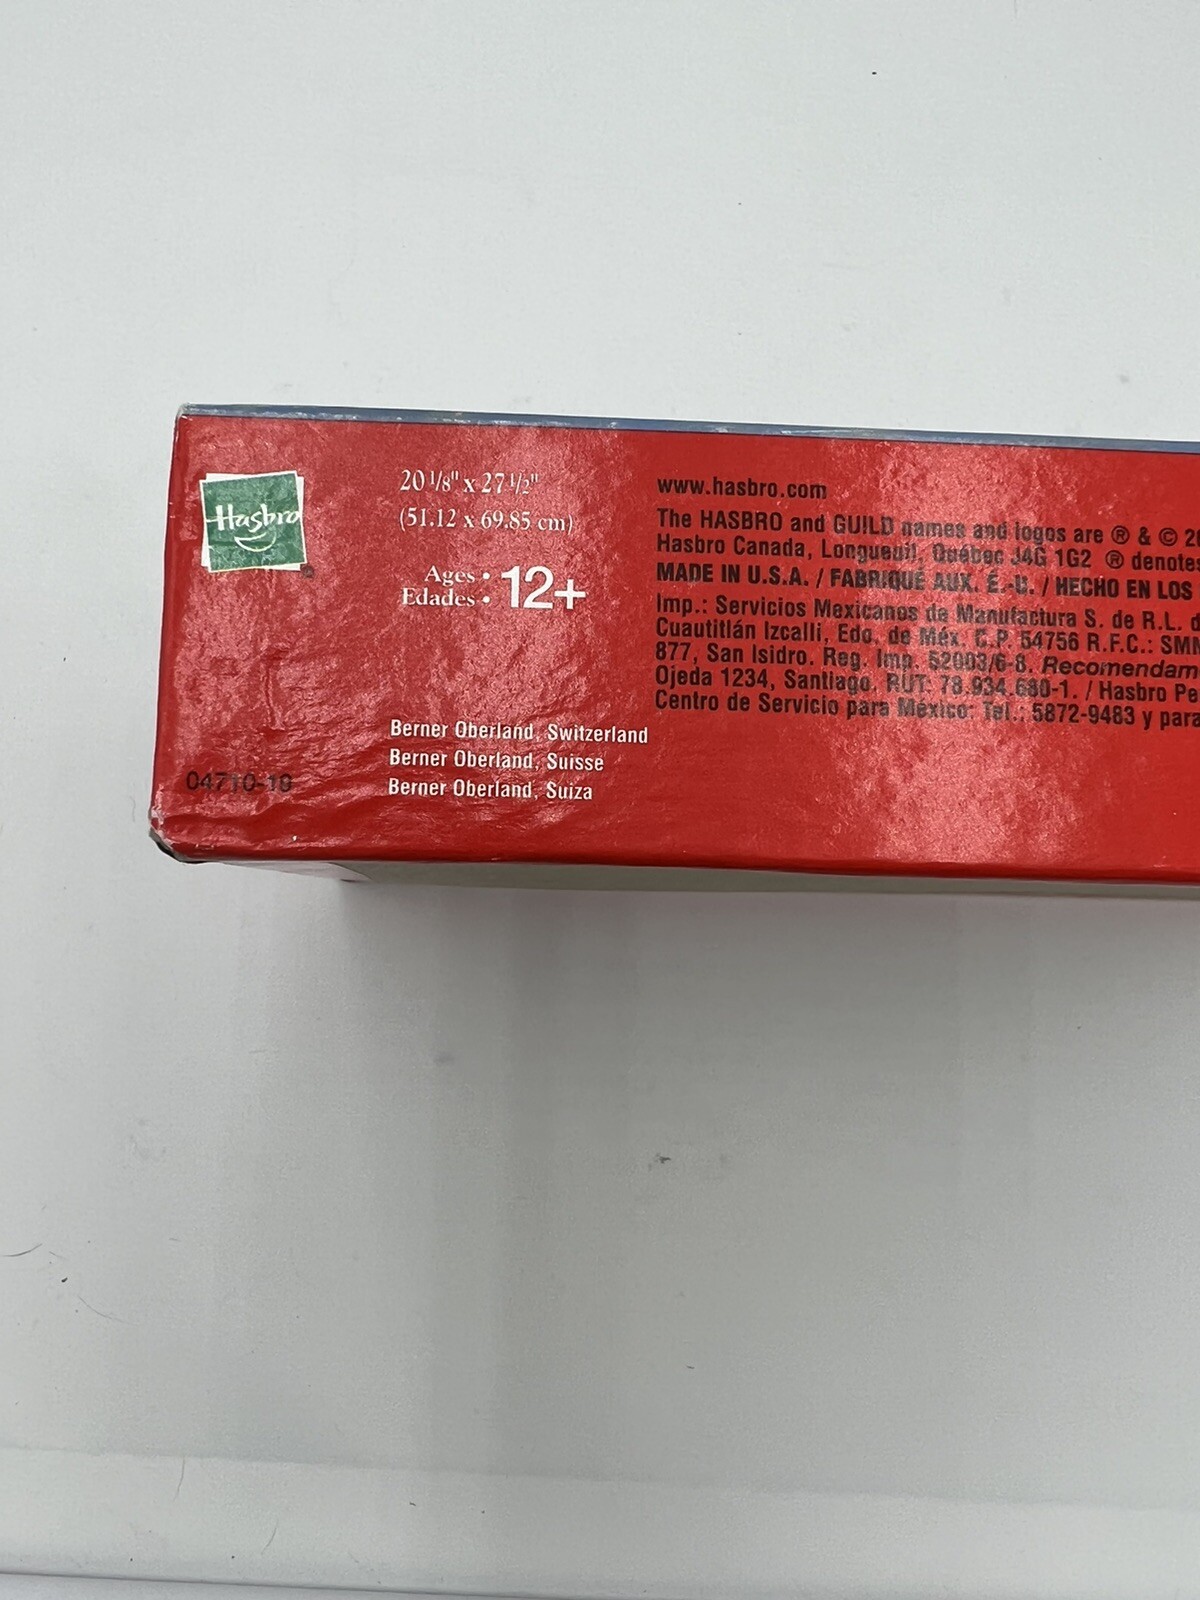 Hasbro
20 1/8" x 27 1/2"
(51.12 x 69.85 cm)
Ages •
Edades •
12+
Berner Oberland, Switzerland
Berner Oberland, Suisse
Berner Oberland, Suiza
04710-19
www.hasbro.com
The HASBRO and GUILD names and logos are ® & ©
Hasbro Canada, Longueuil, Québec J4G 1G2 ® denotes
MADE IN U.S.A. / FABRIQUÉ AUX. É.-U. / HECHO EN LOS
Imp.: Servicios Mexicanos de Manufactura S. de R.L.
Cuautitlán Izcalli, Edo. de Méx. C.P. 54756 R.F.C.:
877, San Isidro. Reg. Imp. 52003/6-8.
Ojeda 1234, Santiago. RUT: 78.934.680-1. / Hasbro
Centro de Servicio para México: Tel.: 5872-9483 y para